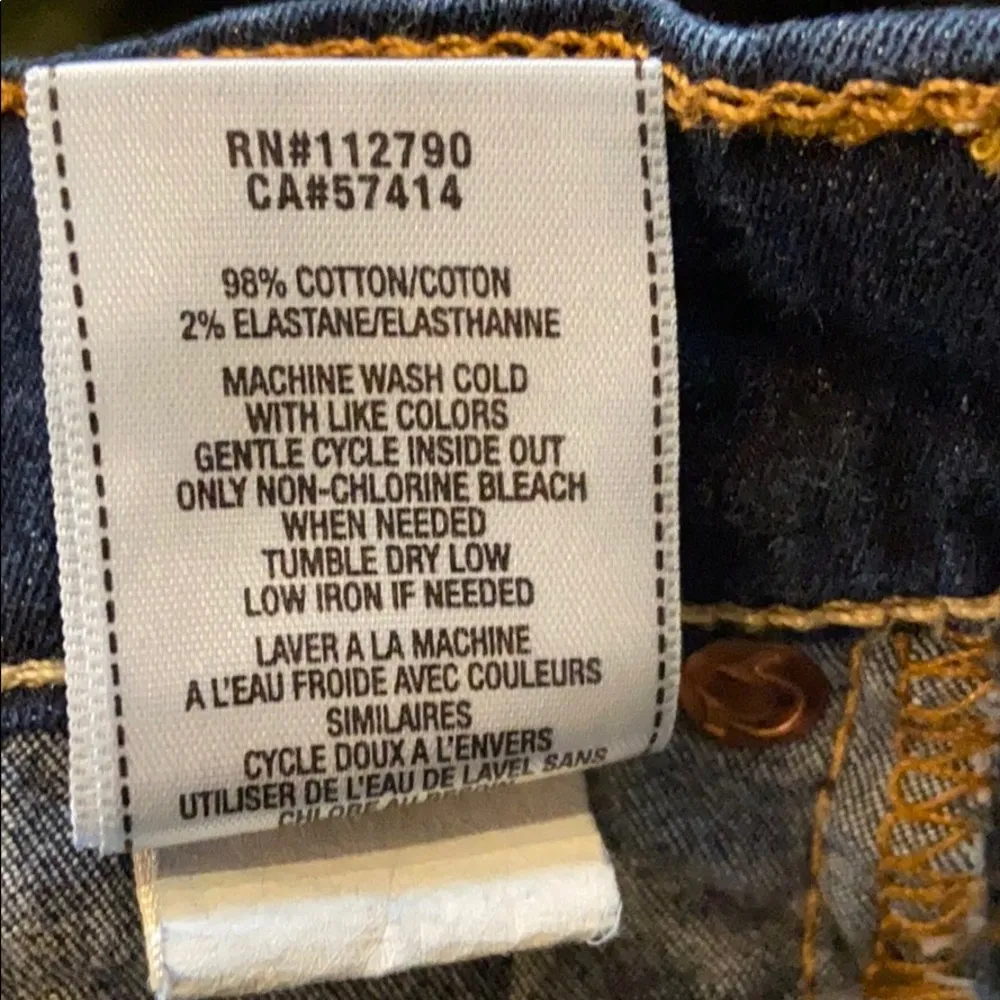 RN#112790
CA#57414
98% COTTON/COTON
2% ELASTANE/ELASTHANNE
MACHINE WASH COLD
WITH LIKE COLORS
GENTLE CYCLE INSIDE OUT
ONLY NON-CHLORINE BLEACH
WHEN NEEDED
TUMBLE DRY LOW
LOW IRON IF NEEDED
LAVER A LA MACHINE
A L'EAU FROIDE AVEC COULEURS
SIMILAIRES
CYCLE DOUX A L'ENVERS
UTILISER DE L'EAU DE LAVEL SANS
CHLORE AU